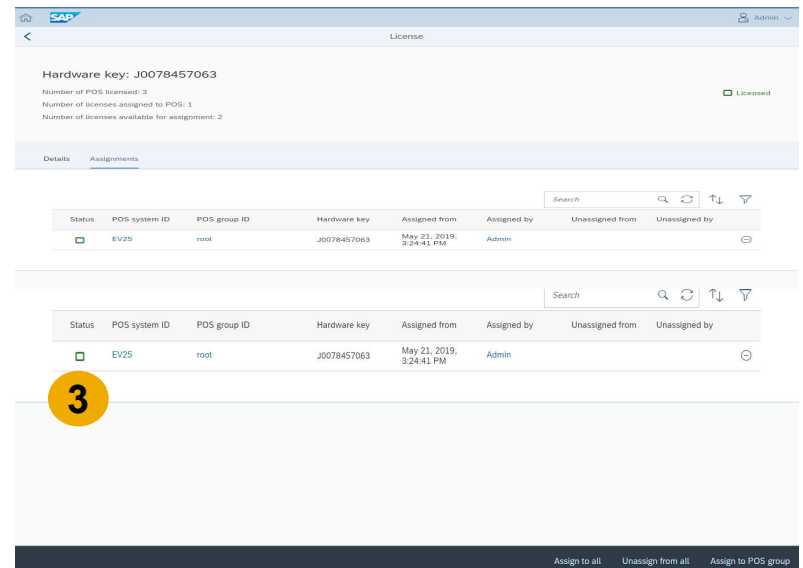 SAP Admin
License
Hardware key: J0078457063
Number of POS licensed: 3
Licensed
Number of licenses assigned to POS: 1
Number of licenses available for assignment: 2
Details Assignments
Search
Status POS system ID POS group ID Hardware key Assigned from Assigned by Unassigned from Unassigned by
EV25 root J0078457063 May 21, 2019, 3:24:41 PM Admin
Search
Status POS system ID POS group ID Hardware key Assigned from Assigned by Unassigned from Unassigned by
EV25 root J0078457063 May 21, 2019, 3:24:41 PM Admin
3
Assign to all Unassign from all Assign to POS group